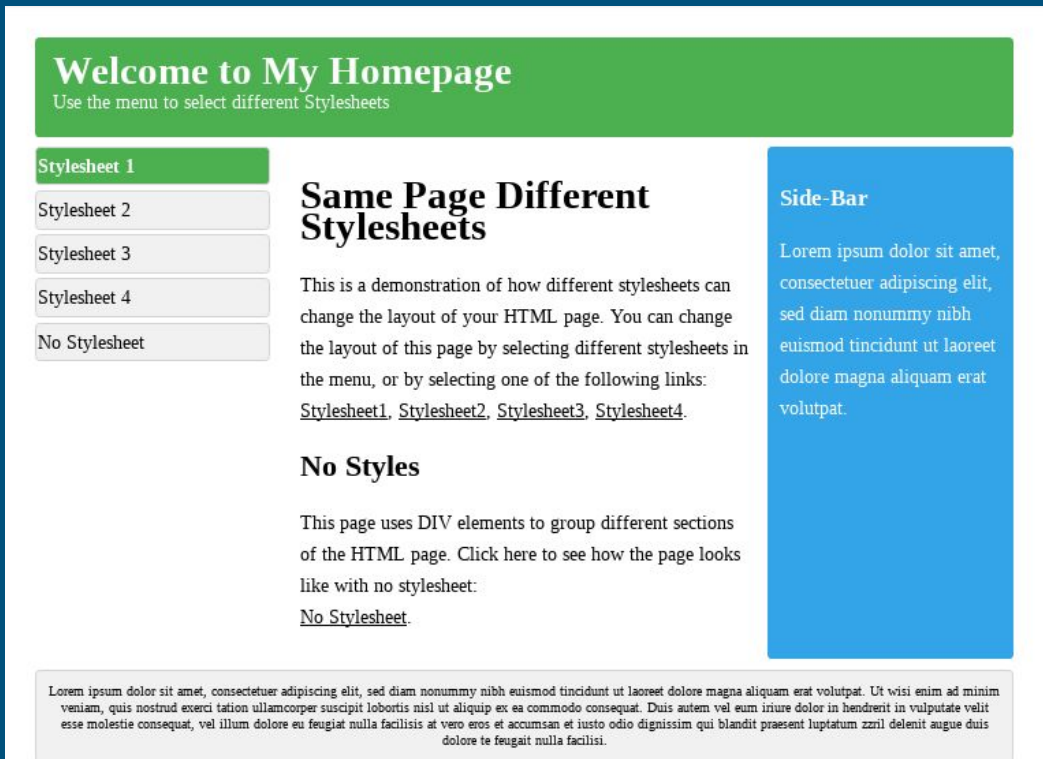 Welcome to My Homepage
Use the menu to select different Stylesheets
Stylesheet 1
Stylesheet 2
Stylesheet 3
Stylesheet 4
No Stylesheet
Same Page Different
Stylesheets
This is a demonstration of how different stylesheets can
change the layout of your HTML page. You can change
the layout of this page by selecting different stylesheets in
the menu, or by selecting one of the following links:
Stylesheet1, Stylesheet2, Stylesheet3, Stylesheet4.
No Styles
This page uses DIV elements to group different sections
of the HTML page. Click here to see how the page looks
like with no stylesheet:
No Stylesheet.
Side-Bar
Lorem ipsum dolor sit amet,
consectetuer adipiscing elit,
sed diam nonummy nibh
euismod tincidunt ut laoreet
dolore magna aliquam erat
volutpat.
Lorem ipsum dolor sit amet, consectetuer adipiscing elit, sed diam nonummy nibh euismod tincidunt ut laoreet dolore magna aliquam erat volutpat. Ut wisi enim ad minim
veniam, quis nostrud exerci tation ullamcorper suscipit lobortis nisl ut aliquip ex ea commodo consequat. Duis autem vel eum iriure dolor in hendrerit in vulputate velit
esse molestie consequat, vel illum dolore eu feugiat nulla facilisis at vero eros et accumsan et iusto odio dignissim qui blandit praesent luptatum zzril delenit augue duis
dolore te feugait nulla facilisi.